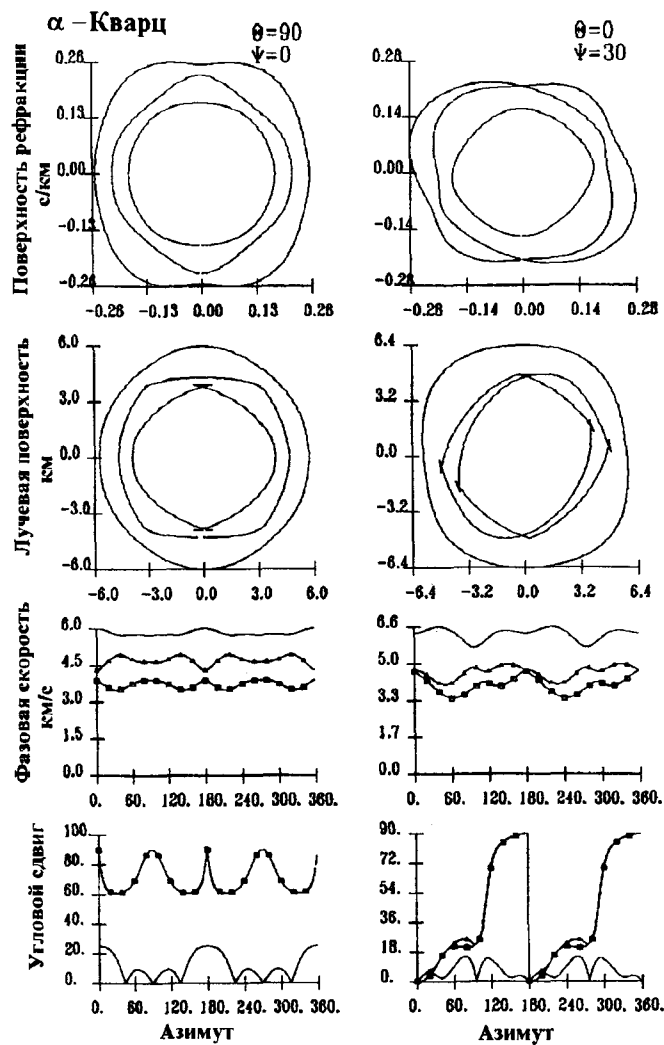 α –Кварц
Θ=90
Ψ=0
Θ=0
Ψ=30
Поверхность рефракции
с/км
0.26
0.13
0.00
-0.13
-0.26
-0.26 -0.13 0.00 0.13 0.26
0.28
0.14
0.00
-0.14
-0.28
-0.28 -0.14 0.00 0.14 0.28
Лучевая поверхность
км
6.0
3.0
0.0
-3.0
-6.0
-6.0 -3.0 0.0 3.0 6.0
6.4
3.2
0.0
-3.2
-6.4
-6.4 -3.2 0.0 3.2 6.4
Фазовая скорость
км/с
6.0
4.5
3.0
1.5
0.0
0. 60. 120. 180. 240. 300. 360.
6.6
5.0
3.3
1.7
0.0
0. 60. 120. 180. 240. 300. 360.
Угловой сдвиг
100.
80.
60.
40.
20.
0.
0. 60. 120. 180. 240. 300. 360.
Азимут
90.
72.
54.
36.
18.
0.
0. 60. 120. 180. 240. 300. 360.
Азимут